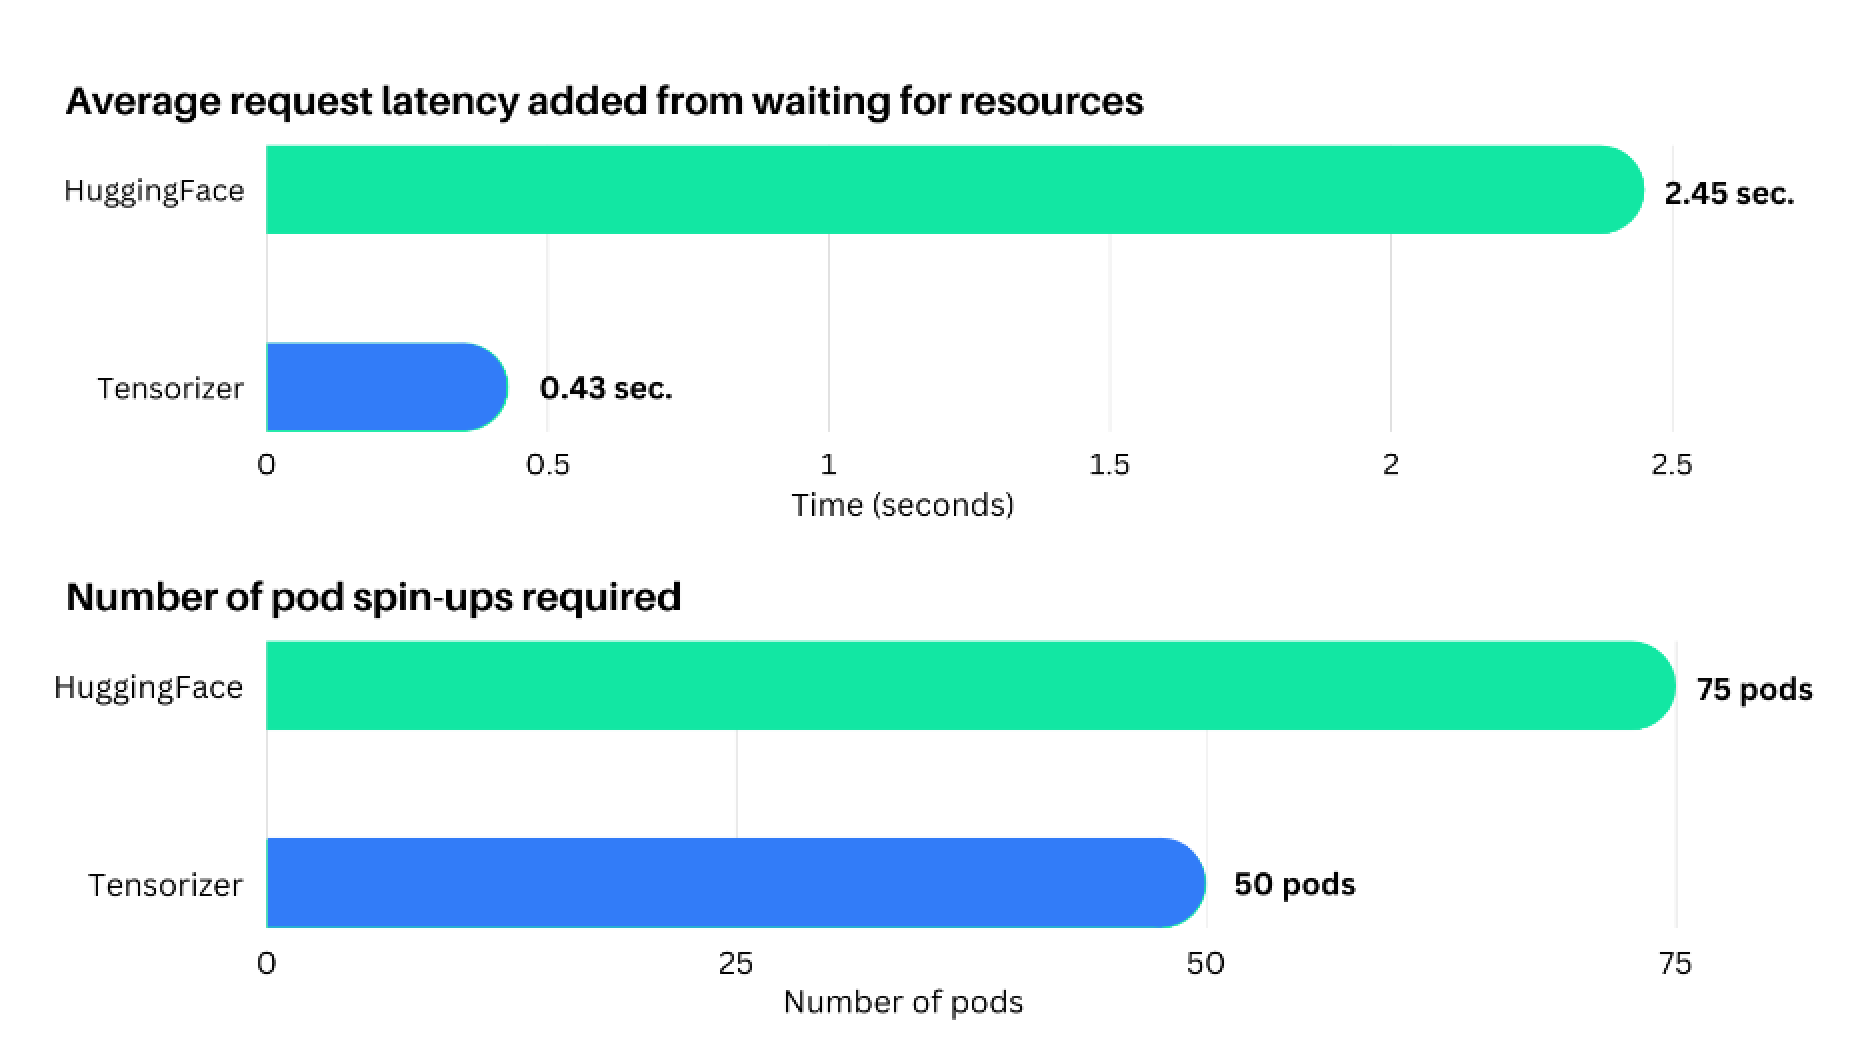 Average request latency added from waiting for resources
HuggingFace
2.45 sec.
Tensorizer
0.43 sec.
0 0.5 1 1.5 2 2.5
Time (seconds)
Number of pod spin-ups required
HuggingFace
75 pods
Tensorizer
50 pods
0 25 50 75
Number of pods